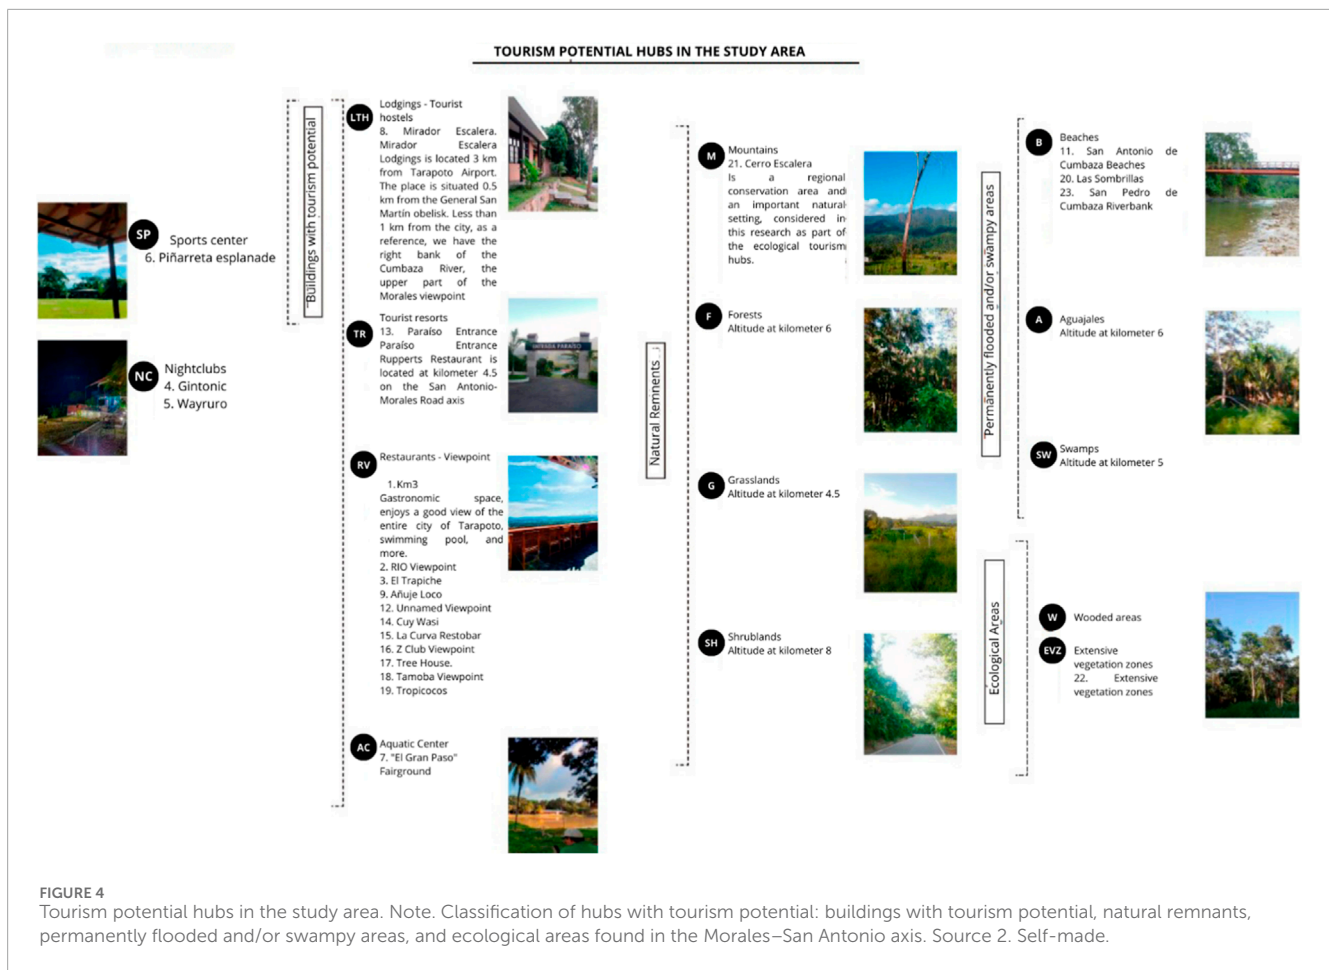 TOURISM POTENTIAL HUBS IN THE STUDY AREA
SP
Sports center
6. Piñarreta esplanade
NC
Nightclubs
4. Gintonic
5. Wayruro
"Buildings with tourism potential
LTH
Lodgings - Tourist
hostels
8. Mirador Escalera.
Mirador Escalera
Lodgings is located 3 km
from Tarapoto Airport.
The place is situated 0.5
km from the General San
Martín obelisk. Less than
1 km from the city, as a
reference, we have the
right bank of the
Cumbaza River, the
upper part of the
Morales viewpoint
TR
Tourist resorts
13. Paraíso Entrance
Paraíso Entrance
Rupperts Restaurant is
located at kilometer 4.5
on the San Antonio-
Morales Road axis
RV
Restaurants - Viewpoint
1.Km3
Gastronomic space,
enjoys a good view of the
entire city of Tarapoto,
swimming pool, and
more.
2. RIO Viewpoint
3. El Trapiche
9. Añuje Loco
12. Unnamed Viewpoint
14. Cuy Wasi
15. La Curva Restobar
16. Z Club Viewpoint
17. Tree House.
18. Tamoba Viewpoint
19. Tropicocos
AC
Aquatic Center
7. "El Gran Paso"
Fairground
Natural Remnents
M
Mountains
21. Cerro Escalera
Is a regional
conservation area and
an important natural
setting, considered in
this research as part of
the ecological tourism
hubs.
F
Forests
Altitude at kilometer 6
G
Grasslands
Altitude at kilometer 4.5
SH
Shrublands
Altitude at kilometer 8
"Permanently flooded and/or swampy areas
B
Beaches
11. San Antonio de
Cumbaza Beaches
20. Las Sombrillas
23. San Pedro de
Cumbaza Riverbank
A
Aguajales
Altitude at kilometer 6
SW
Swamps
Altitude at kilometer 5
Ecological Areas
W
Wooded areas
EVZ
Extensive
vegetation zones
22. Extensive
vegetation zones
FIGURE 4
Tourism potential hubs in the study area. Note. Classification of hubs with tourism potential: buildings with tourism potential, natural remnants,
permanently flooded and/or swampy areas, and ecological areas found in the Morales–San Antonio axis. Source 2. Self-made.